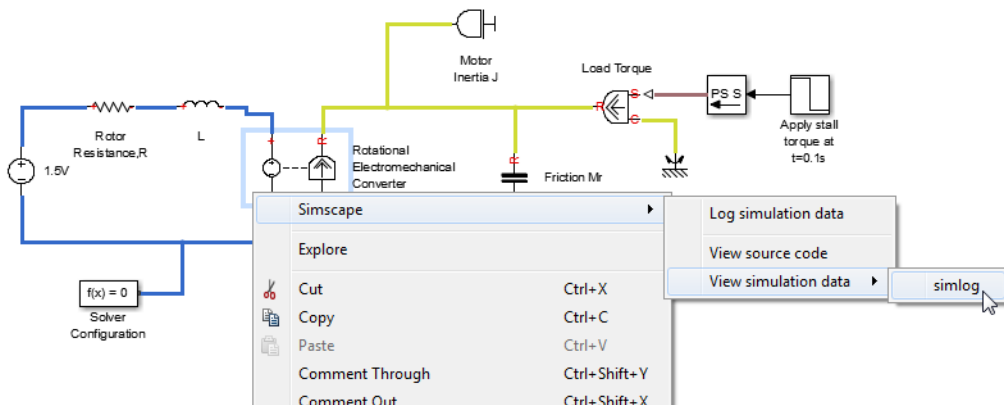 Motor
Inertia J
Load Torque
S
PS S
R
C
Apply stall
torque at
t=0.1s
+
+
Rotor
Resistance,R
L
+
R
Rotational
Electromechanical
Converter
R
Friction Mr
+
1.5V
f(x) = 0
Solver
Configuration
Simscape
Explore
Cut Ctrl+X
Copy Ctrl+C
Paste Ctrl+V
Comment Through Ctrl+Shift+Y
Comment Out Ctrl+Shift+X
Log simulation data
View source code
View simulation data
simlog